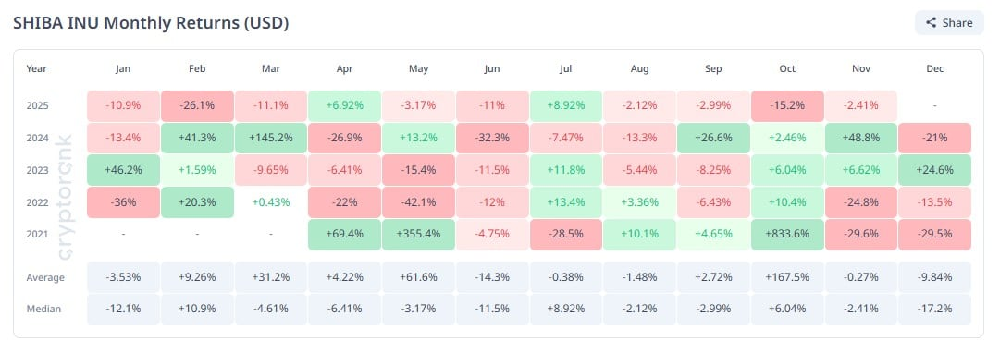 SHIBA INU Monthly Returns (USD)
Share
Year Jan Feb Mar Apr May Jun Jul Aug Sep Oct Nov Dec
2025 -10.9% -26.1% -11.1% +6.92% -3.17% -11% +8.92% -2.12% -2.99% -15.2% -2.41% -
2024 -13.4% +41.3% +145.2% -26.9% +13.2% -32.3% -7.47% -13.3% +26.6% +2.46% +48.8% -21%
2023 +46.2% +1.59% -9.65% -6.41% -15.4% -11.5% +11.8% -5.44% -8.25% +6.04% +6.62% +24.6%
2022 -36% +20.3% +0.43% -22% -42.1% -12% +13.4% +3.36% -6.43% +10.4% -24.8% -13.5%
2021 - - - +69.4% +355.4% -4.75% -28.5% +10.1% +4.65% +833.6% -29.6% -29.5%
Average -3.53% +9.26% +31.2% +4.22% +61.6% -14.3% -0.38% -1.48% +2.72% +167.5% -0.27% -9.84%
Median -12.1% +10.9% -4.61% -6.41% -3.17% -11.5% +8.92% -2.12% -2.99% +6.04% -2.41% -17.2%
cryptorank